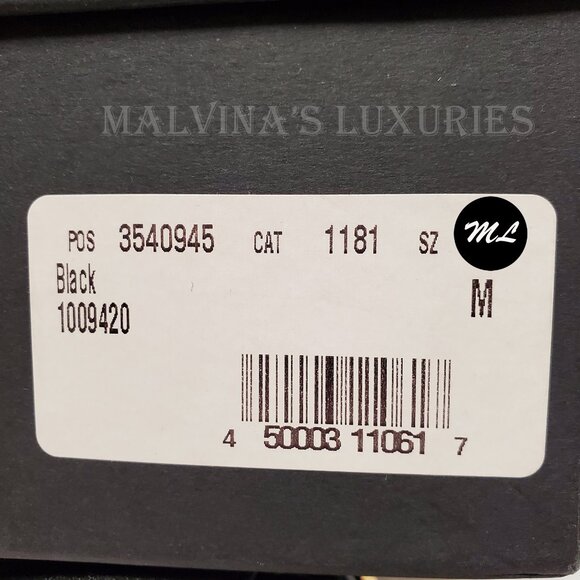 MALVINA'S LUXURIES
POS 3540945 CAT 1181 SZ
ML
Black
M
1009420
4 50003 11061 7